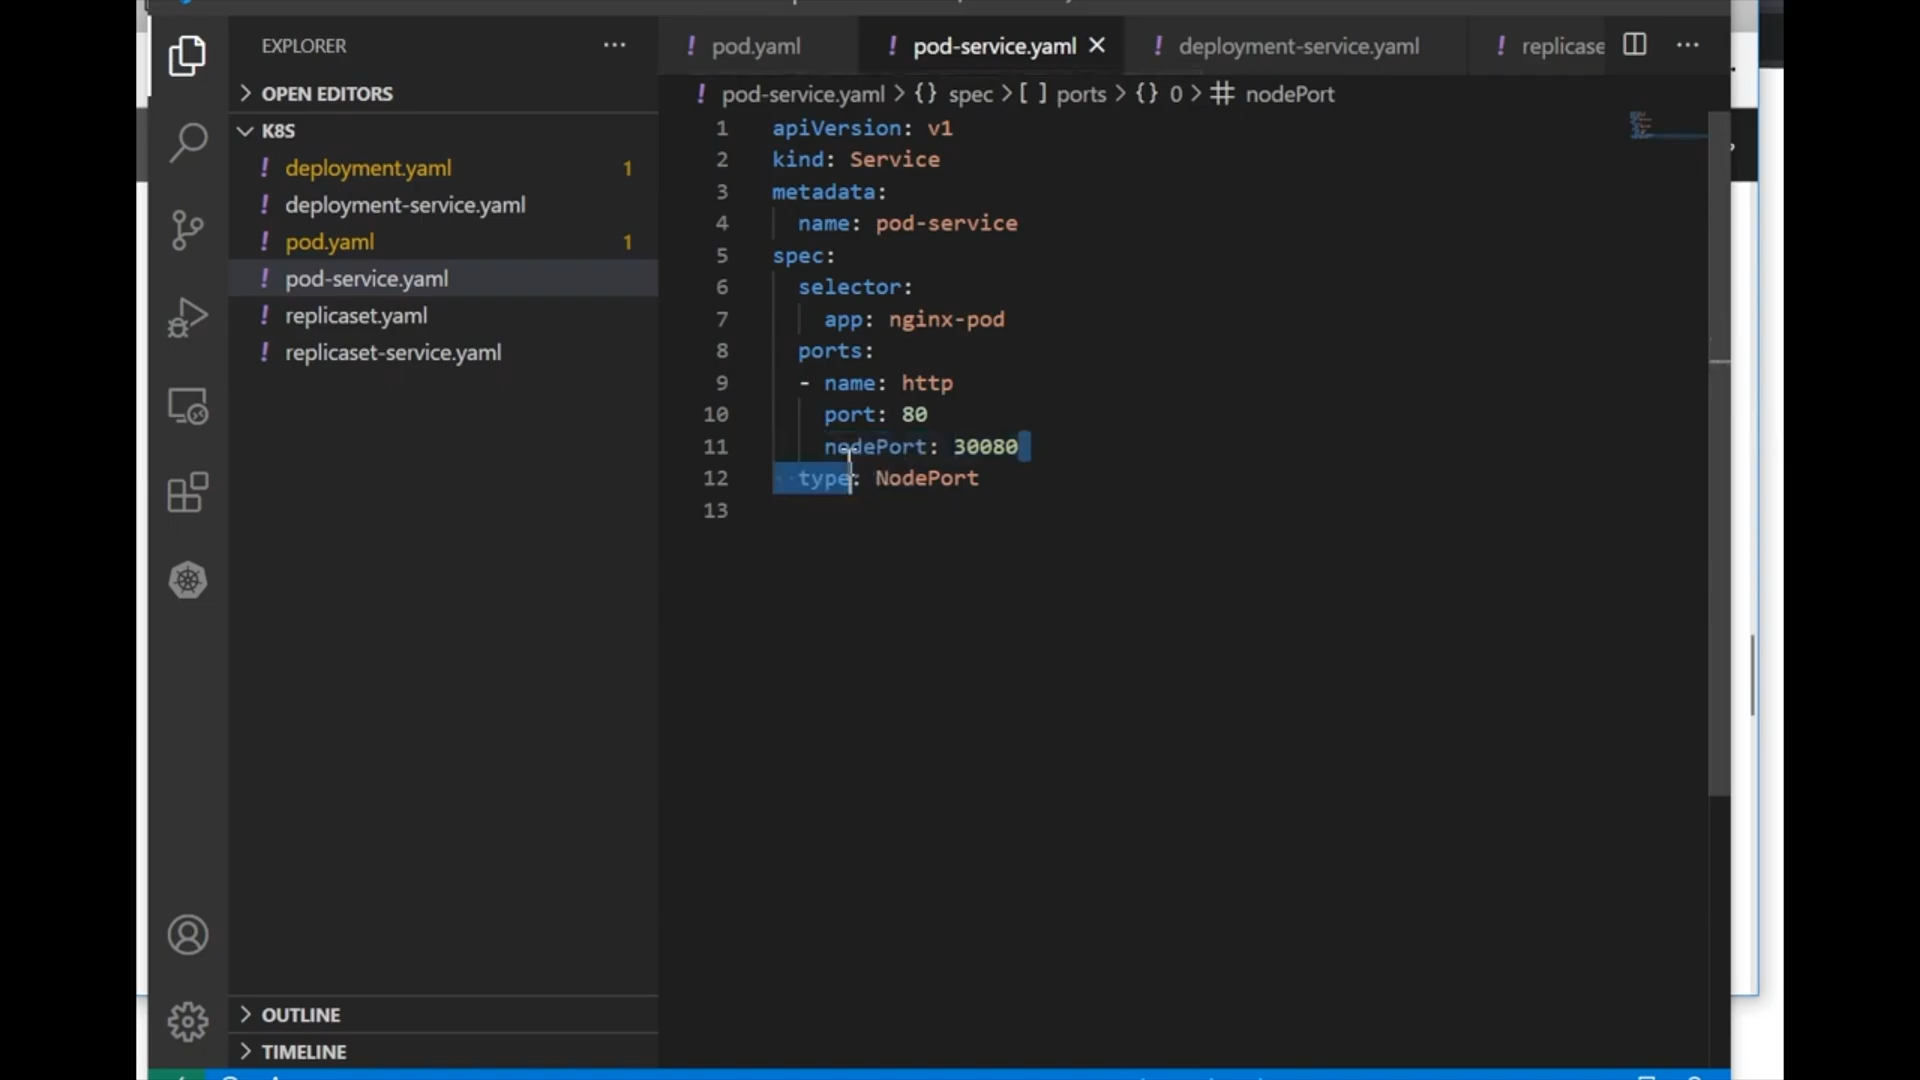 EXPLORER
OPEN EDITORS
K8S
deployment.yaml 1
deployment-service.yaml
pod.yaml 1
pod-service.yaml
replicaset.yaml
replicaset-service.yaml
OUTLINE
TIMELINE
pod.yaml pod-service.yaml deployment-service.yaml replicase
pod-service.yaml > {} spec > [ ] ports > {} 0 > # nodePort
1 apiVersion: v1
2 kind: Service
3 metadata:
4 name: pod-service
5 spec:
6 selector:
7 app: nginx-pod
8 ports:
9 - name: http
10 port: 80
11 nodePort: 30080
12 type: NodePort
13